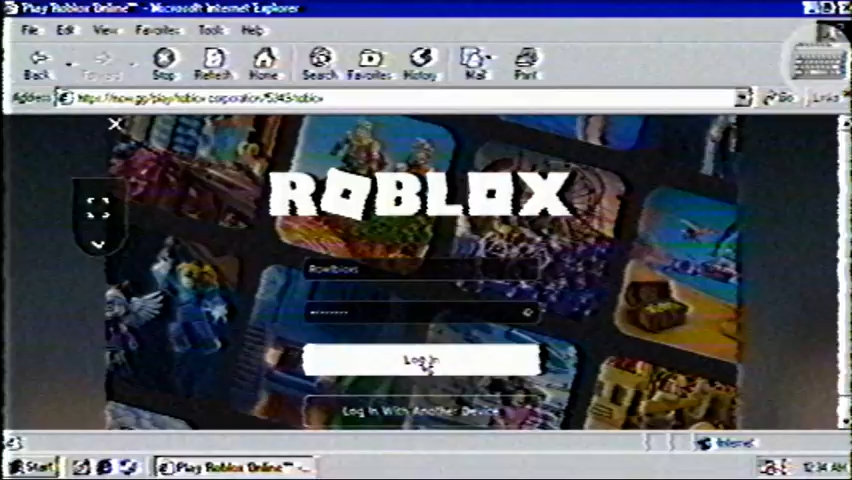 Play Roblox Online™ - Microsoft Internet Explorer
File Edit View Favorites Tools Help
Back Forward Stop Refresh Home Search Favorites History Mail Print
Address Go Links
ROBLOX
Log In
Log In With Another Device
Internet
Start Play Roblox Online™ -... 12:34 AM